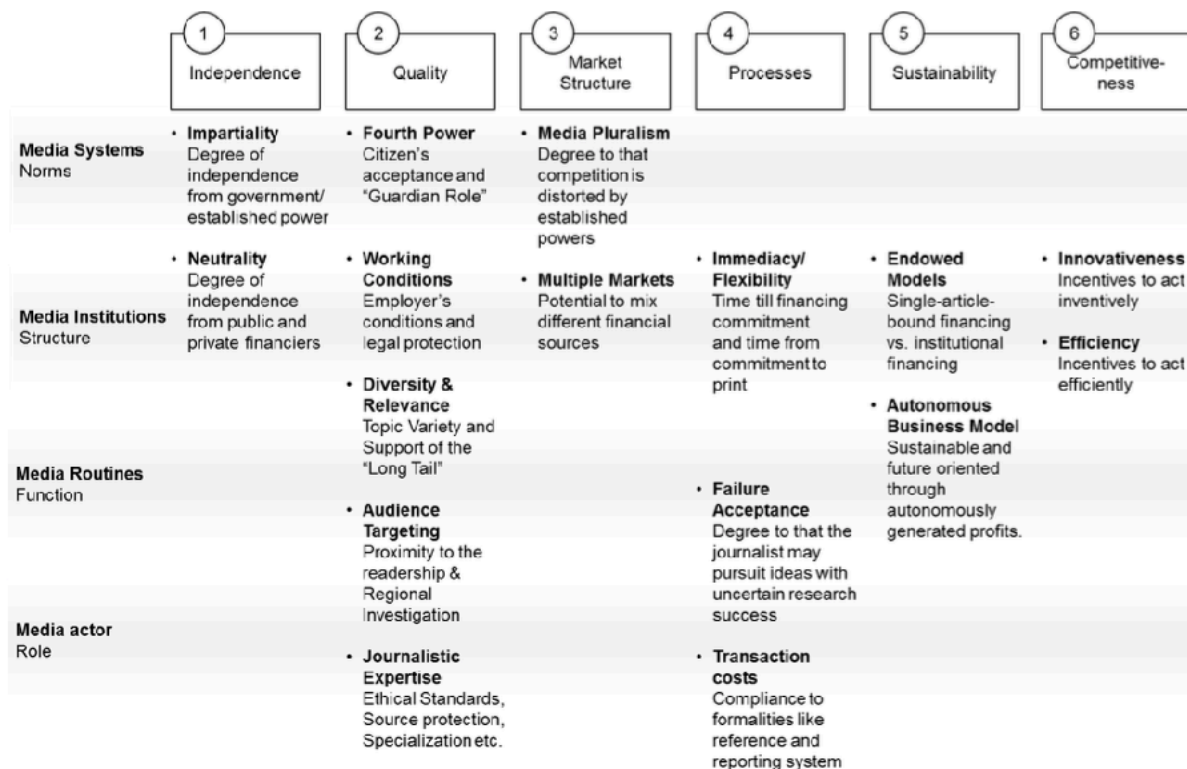 1
Independence
2
Quality
3
Market
Structure
4
Processes
5
Sustainability
6
Competitive-
ness
Media Systems
Norms
• Impartiality
Degree of
independence
from government/
established power
• Fourth Power
Citizen's
acceptance and
"Guardian Role"
• Media Pluralism
Degree to that
competition is
distorted by
established
powers
Media Institutions
Structure
• Neutrality
Degree of
independence
from public and
private financiers
• Working
Conditions
Employer's
conditions and
legal protection
• Multiple Markets
Potential to mix
different financial
sources
• Immediacy/
Flexibility
Time till financing
commitment
and time from
commitment to
print
• Endowed
Models
Single-article-
bound financing
vs. institutional
financing
• Innovativeness
Incentives to act
inventively
• Efficiency
Incentives to act
efficiently
Media Routines
Function
• Diversity &
Relevance
Topic Variety and
Support of the
"Long Tail"
• Audience
Targeting
Proximity to the
readership &
Regional
Investigation
• Failure
Acceptance
Degree to that the
journalist may
pursuit ideas with
uncertain research
success
• Autonomous
Business Model
Sustainable and
future oriented
through
autonomously
generated profits.
Media actor
Role
• Journalistic
Expertise
Ethical Standards,
Source protection,
Specialization etc.
• Transaction
costs
Compliance to
formalities like
reference and
reporting system